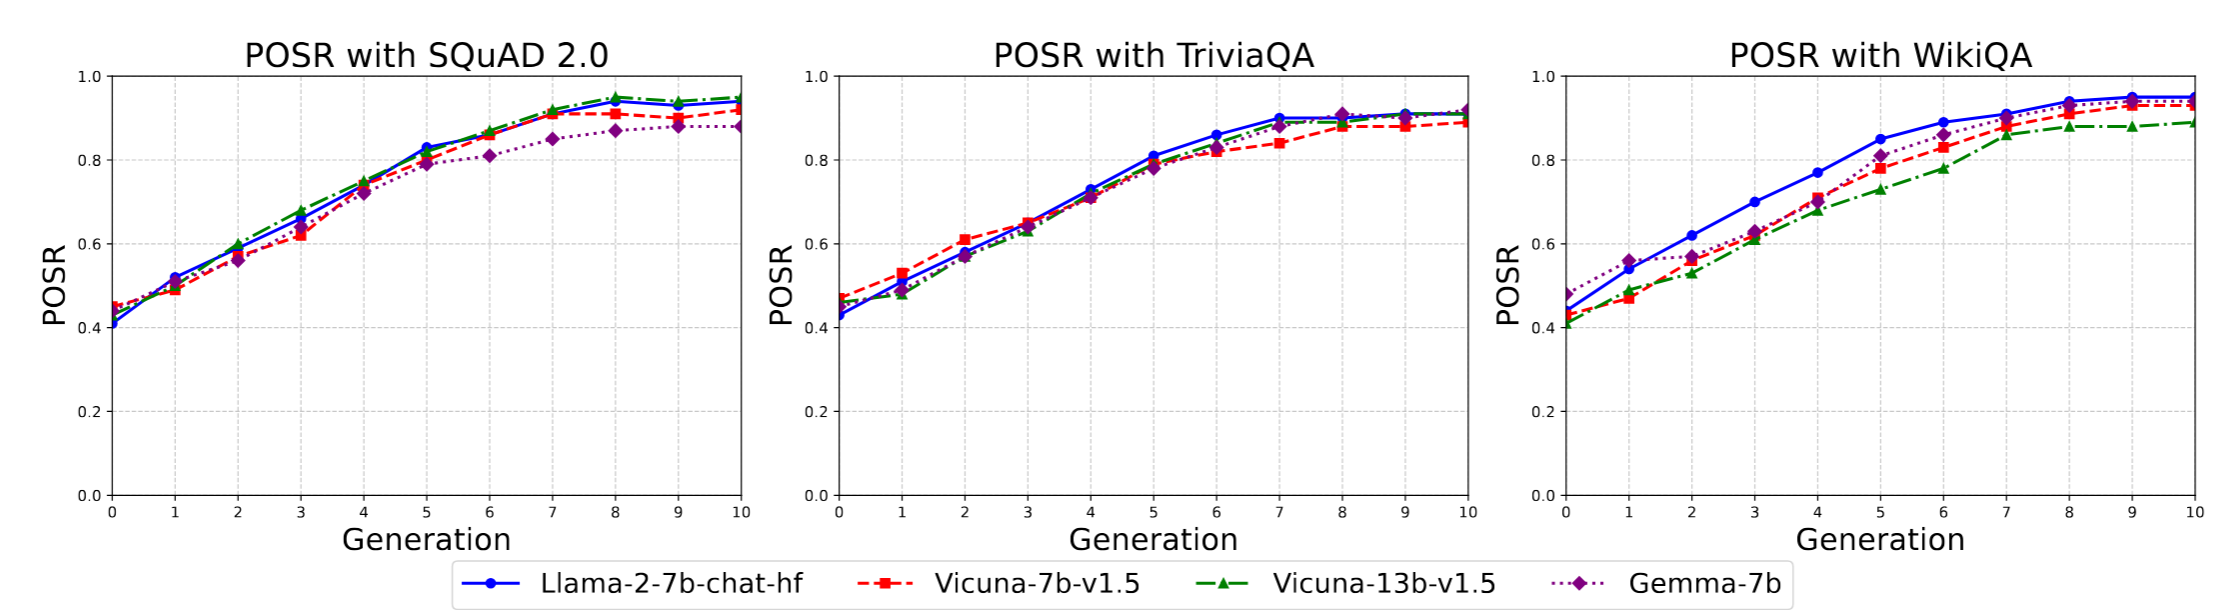 POSR with SQuAD 2.0
POSR
1.0
0.8
0.6
0.4
0.2
0.0
0 1 2 3 4 5 6 7 8 9 10
Generation
POSR with TriviaQA
POSR
1.0
0.8
0.6
0.4
0.2
0.0
0 1 2 3 4 5 6 7 8 9 10
Generation
POSR with WikiQA
POSR
1.0
0.8
0.6
0.4
0.2
0.0
0 1 2 3 4 5 6 7 8 9 10
Generation
Llama-2-7b-chat-hf Vicuna-7b-v1.5 Vicuna-13b-v1.5 Gemma-7b